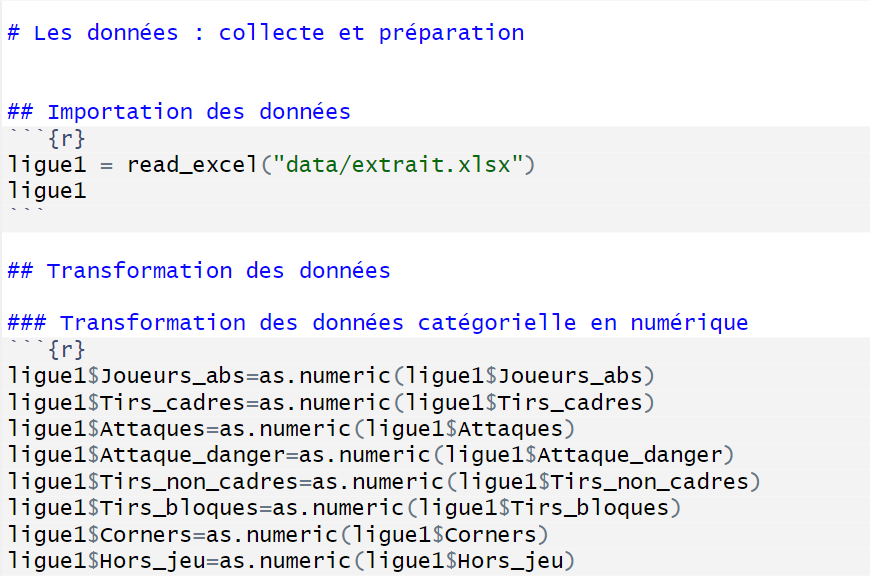 # Les données : collecte et préparation
## Importation des données
```{r}
ligue1 = read_excel("data/extrait.xlsx")
ligue1
```
## Transformation des données
### Transformation des données catégorielle en numérique
```{r}
ligue1$Joueurs_abs=as.numeric(ligue1$Joueurs_abs)
ligue1$Tirs_cadres=as.numeric(ligue1$Tirs_cadres)
ligue1$Attaques=as.numeric(ligue1$Attaques)
ligue1$Attaque_danger=as.numeric(ligue1$Attaque_danger)
ligue1$Tirs_non_cadres=as.numeric(ligue1$Tirs_non_cadres)
ligue1$Tirs_bloques=as.numeric(ligue1$Tirs_bloques)
ligue1$Corners=as.numeric(ligue1$Corners)
ligue1$Hors_jeu=as.numeric(ligue1$Hors_jeu)